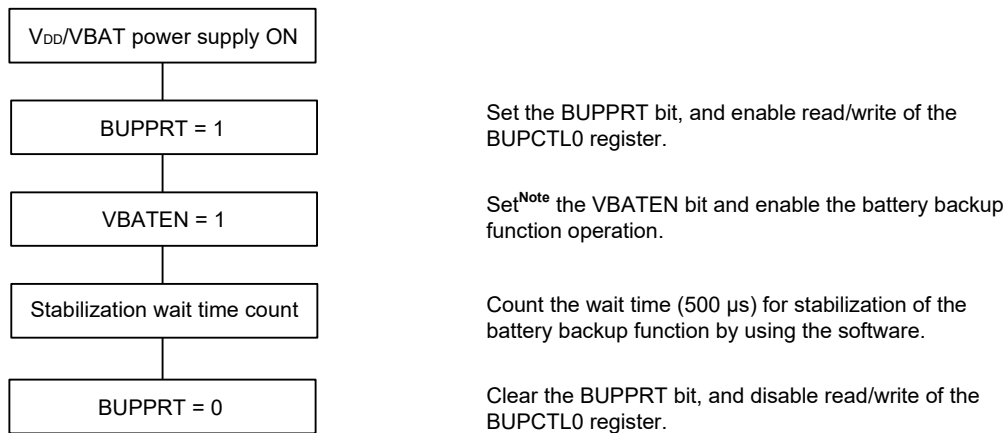 VDD/VBAT power supply ON
BUPPRT = 1
Set the BUPPRT bit, and enable read/write of the
BUPCTL0 register.
VBATEN = 1
SetNote the VBATEN bit and enable the battery backup
function operation.
Stabilization wait time count
Count the wait time (500 µs) for stabilization of the
battery backup function by using the software.
BUPPRT = 0
Clear the BUPPRT bit, and disable read/write of the
BUPCTL0 register.